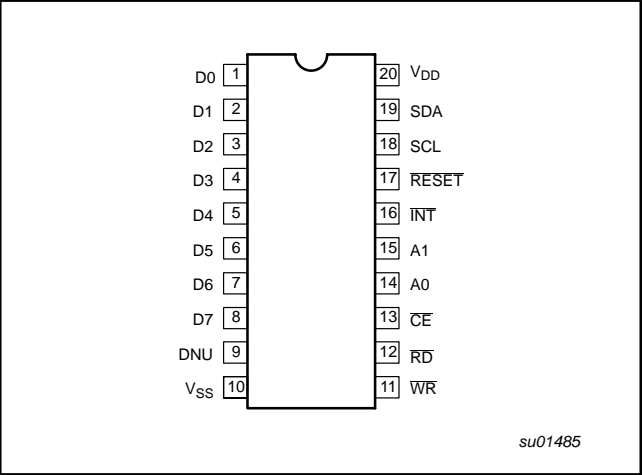 D0 1 20 VDD
D1 2 19 SDA
D2 3 18 SCL
D3 4 17 RESET
D4 5 16 INT
D5 6 15 A1
D6 7 14 A0
D7 8 13 CE
DNU 9 12 RD
VSS 10 11 WR
su01485